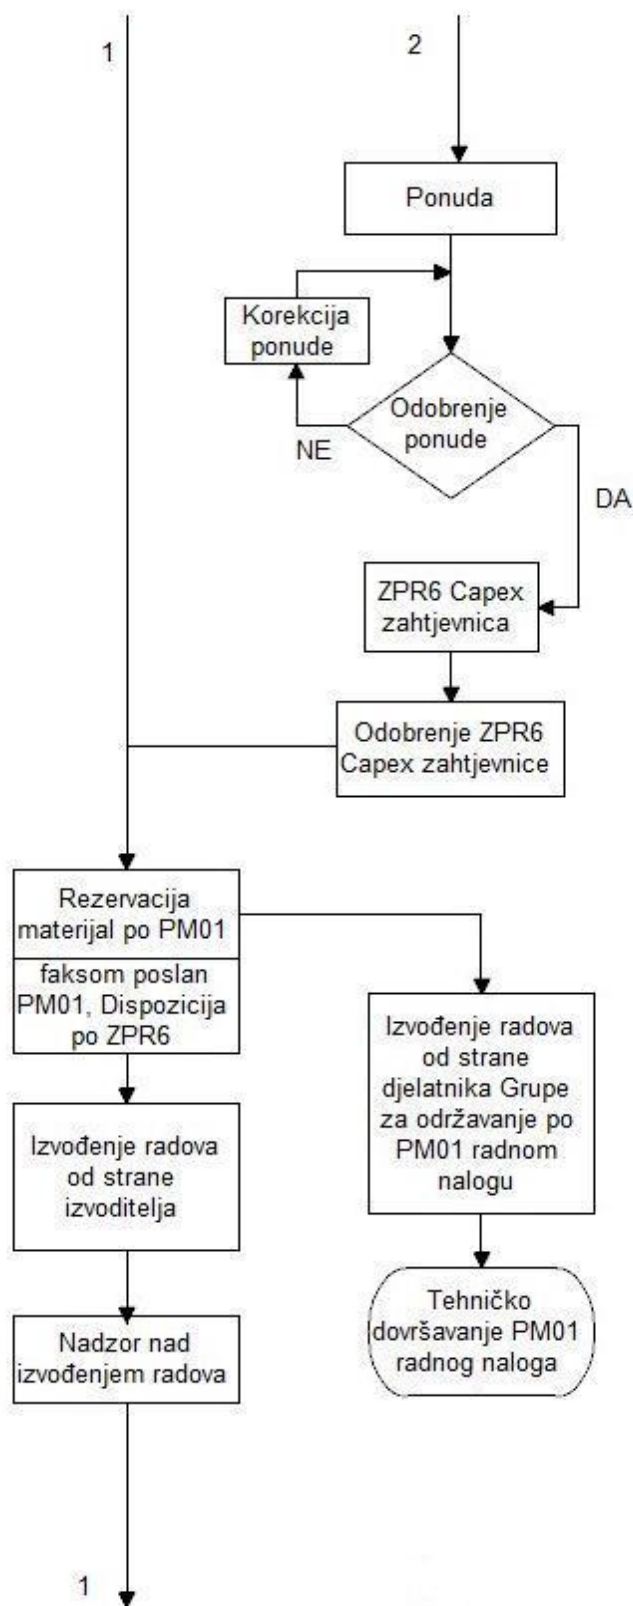 1
2
Ponuda
Korekcija
ponude
Odobrenje
ponude
NE
DA
ZPR6 Capex
zahtjevnica
Odobrenje ZPR6
Capex zahtjevnice
Rezervacija
materijal po PM01
faksom poslan
PM01, Dispozicija
po ZPR6
Izvođenje radova
od strane
djelatnika Grupe
za održavanje po
PM01 radnom
nalogu
Izvođenje radova
od strane
izvoditelja
Tehničko
dovršavanje PM01
radnog naloga
Nadzor nad
izvođenjem radova
1